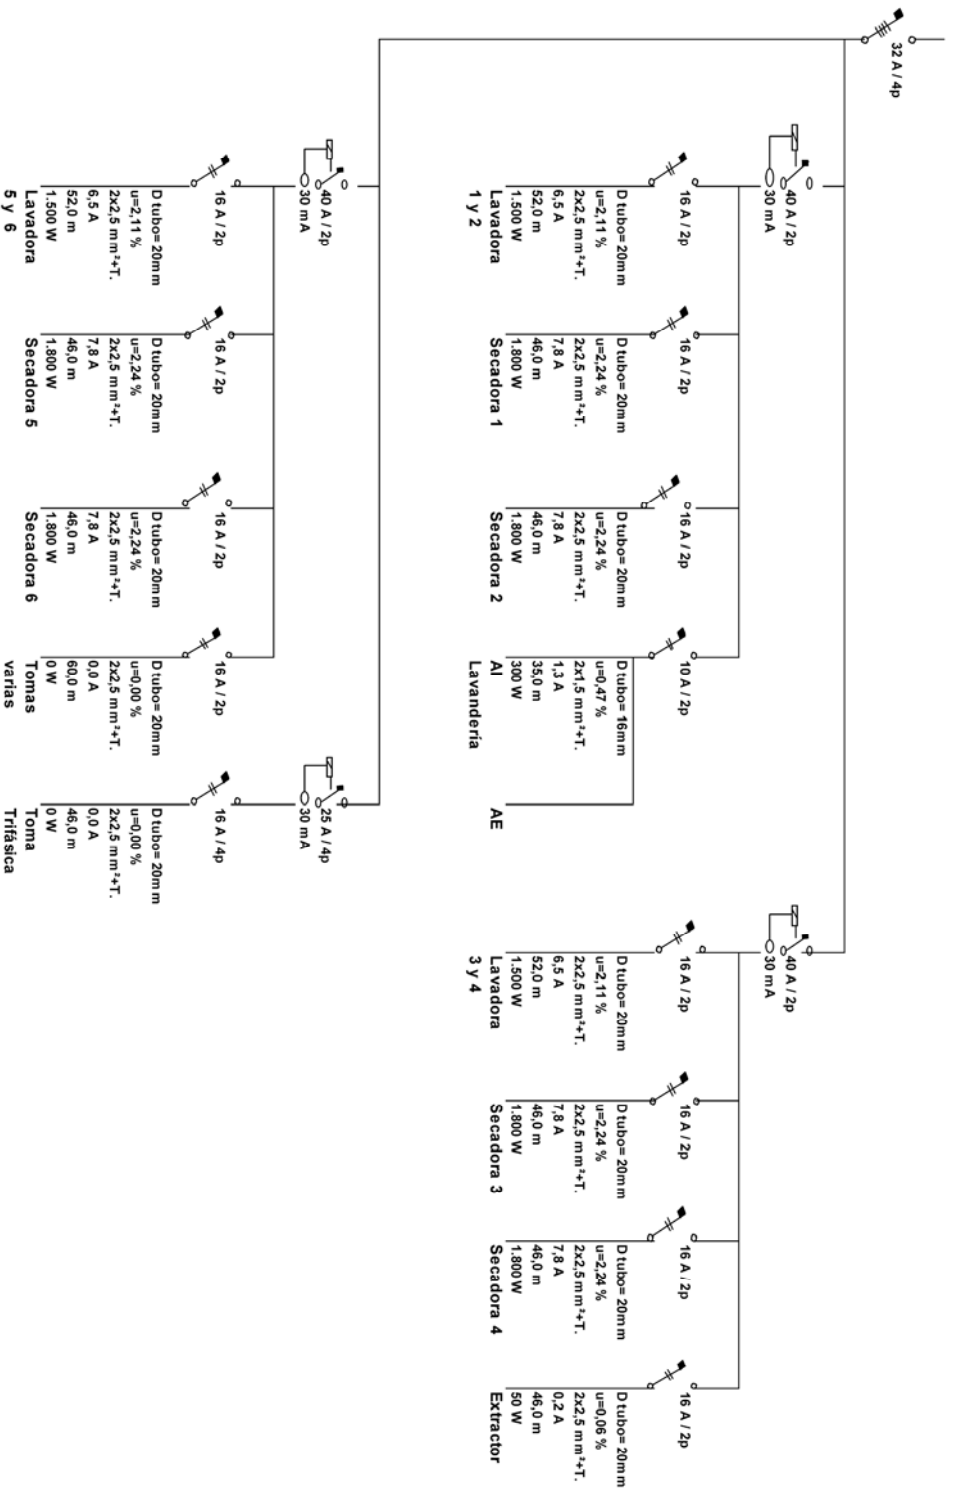 32 A / 4p
40 A / 2p
30 mA
16 A / 2p
D tubo= 20mm
u=2,11 %
2x2,5 mm²+T.
6,5 A
52,0 m
1.500 W
Lavadora
1 y 2
16 A / 2p
D tubo= 20mm
u=2,24 %
2x2,5 mm²+T.
7,8 A
46,0 m
1.800 W
Secadora 1
16 A / 2p
D tubo= 20mm
u=2,24 %
2x2,5 mm²+T.
7,8 A
46,0 m
1.800 W
Secadora 2
10 A / 2p
D tubo= 16mm
u=0,47 %
2x1,5 mm²+T.
1,3 A
35,0 m
300 W
Al
Lavanderia
AE
40 A / 2p
30 mA
16 A / 2p
D tubo= 20mm
u=2,11 %
2x2,5 mm²+T.
6,5 A
52,0 m
1.500 W
Lavadora
3 y 4
16 A / 2p
D tubo= 20mm
u=2,24 %
2x2,5 mm²+T.
7,8 A
46,0 m
1.800 W
Secadora 3
16 A / 2p
D tubo= 20mm
u=2,24 %
2x2,5 mm²+T.
7,8 A
46,0 m
1.800 W
Secadora 4
16 A / 2p
D tubo= 20mm
u=0,06 %
2x2,5 mm²+T.
0,2 A
46,0 m
50 W
Extractor
40 A / 2p
30 mA
16 A / 2p
D tubo= 20mm
u=2,11 %
2x2,5 mm²+T.
6,5 A
52,0 m
1.500 W
Lavadora
5 y 6
16 A / 2p
D tubo= 20mm
u=2,24 %
2x2,5 mm²+T.
7,8 A
46,0 m
1.800 W
Secadora 5
16 A / 2p
D tubo= 20mm
u=2,24 %
2x2,5 mm²+T.
7,8 A
46,0 m
1.800 W
Secadora 6
16 A / 2p
D tubo= 20mm
u=0,00 %
2x2,5 mm²+T.
0,0 A
60,0 m
0 W
Tomas
varias
25 A / 4p
30 mA
16 A / 4p
D tubo= 20mm
u=0,00 %
2x2,5 mm²+T.
0,0 A
46,0 m
0 W
Toma
Trifásica